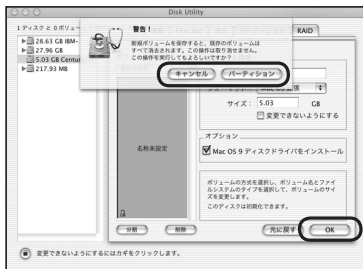 Disk Utility
1 ディスクと 0 ボリューム
28.63 GB IBM-
27.96 GB
5.03 GB Centur
217.93 MB
RAID
警告！
新規ボリュームを保存すると、既存のボリュームは
すべて消去されます。この操作は取り消せません。
この操作を実行してもよろしいですか？
キャンセル
パーティション
サイズ：
5.03
GB
変更できないようにする
オプション
Mac OS 9 ディスクドライバをインストール
名称未設定
ボリュームの方式を選択し、ボリューム名とファイ
ルシステムのタイプを選択して、ボリュームのサイ
ズを変更します。
このディスクは初期化できます。
分割
削除
元に戻す
OK
変更できないようにするにはカギをクリックします。